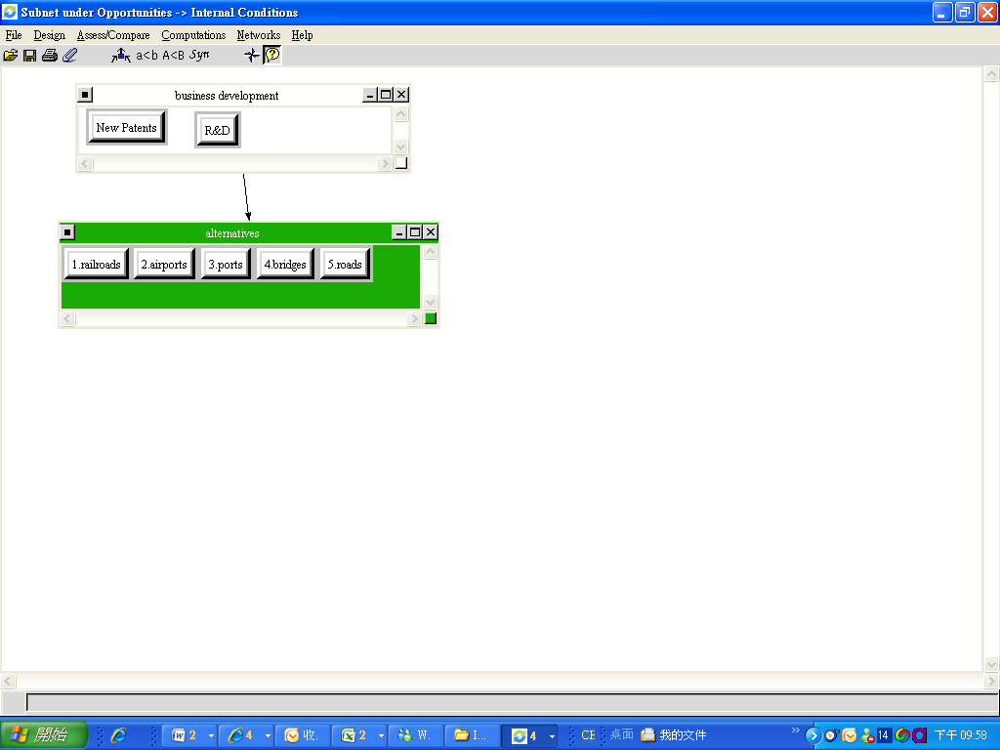 Subnet under Opportunities -> Internal Conditions
File Design Assess/Compare Computations Networks Help
a<b A<B Syn
business development
New Patents R&D
alternatives
1.railroads 2.airports 3.ports 4.bridges 5.roads
開始 2 4 收. 2 W. I... 4 CH 桌面 我的文件 14 下午 09:58